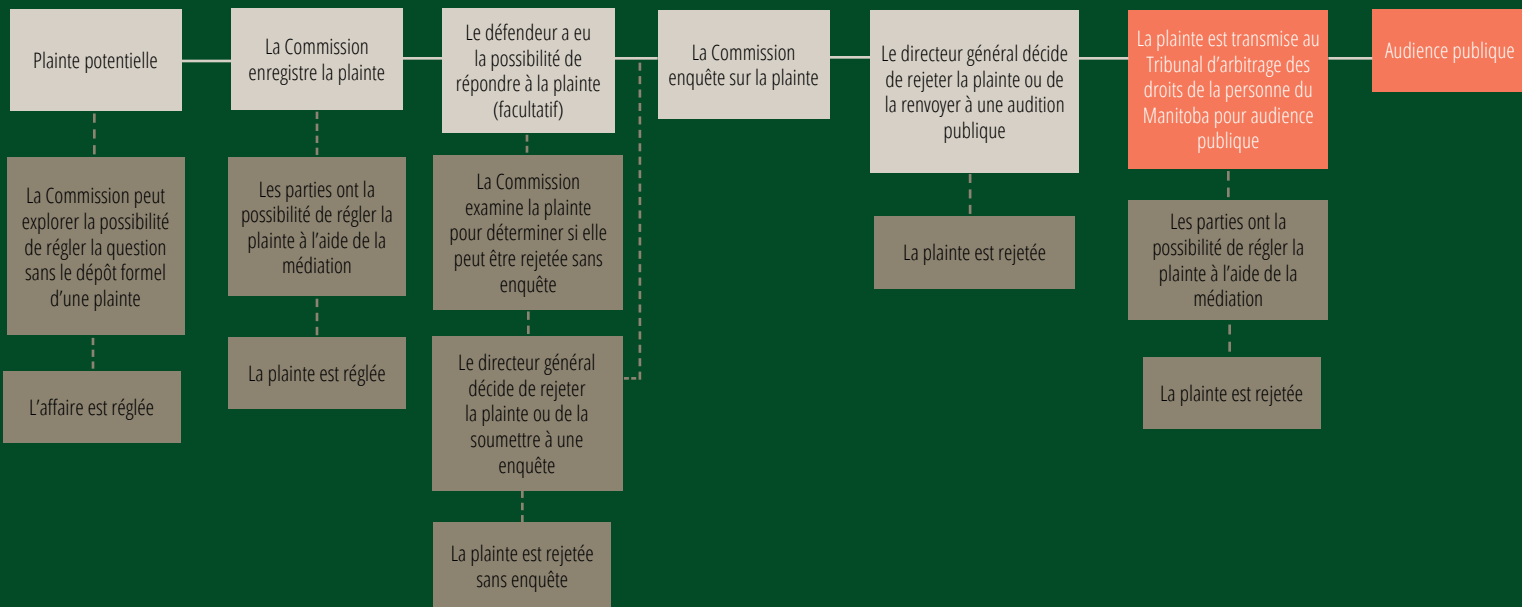 Plainte potentielle
La Commission
enregistre la plainte
Le défendeur a eu
la possibilité de
répondre à la plainte
(facultatif)
La Commission
enquête sur la plainte
Le directeur général décide
de rejeter la plainte ou de
la renvoyer à une audition
publique
La plainte est transmise au
Tribunal d’arbitrage des
droits de la personne du
Manitoba pour audience
publique
Audience publique
La Commission peut
explorer la possibilité
de régler la question
sans le dépôt formel
d’une plainte
Les parties ont la
possibilité de régler la
plainte à l’aide de la
médiation
La Commission
examine la plainte
pour déterminer si elle
peut être rejetée sans
enquête
La plainte est rejetée
Les parties ont la
possibilité de régler la
plainte à l’aide de la
médiation
L’affaire est réglée
La plainte est réglée
Le directeur général
décide de rejeter
la plainte ou de la
soumettre à une
enquête
La plainte est rejetée
La plainte est rejetée
sans enquête